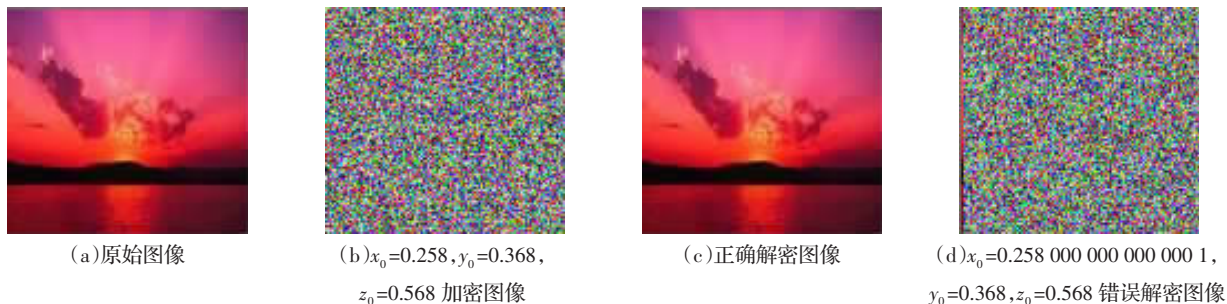 (a)原始图像
(b)x₀=0.258,y₀=0.368,
z₀=0.568 加密图像
(c)正确解密图像
(d)x₀=0.258 000 000 000 000 1,
y₀=0.368,z₀=0.568 错误解密图像